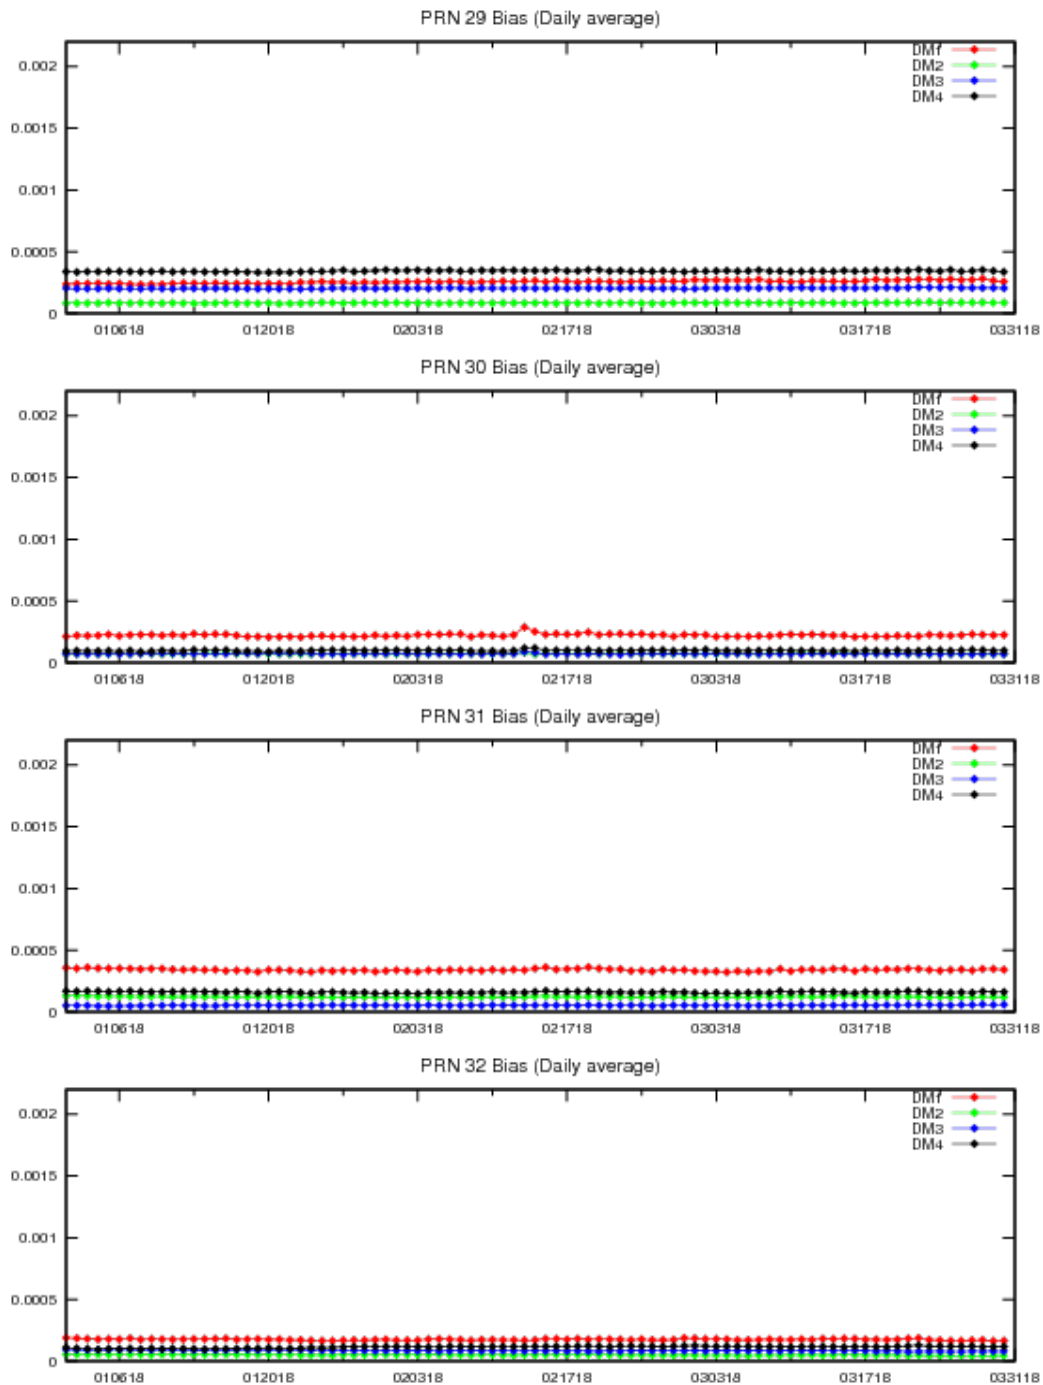 PRN 29 Bias (Daily average)
0.002
0.0015
0.001
0.0005
0
DM1
DM2
DM3
DM4
010618 012018 020318 021718 030318 031718 033118
PRN 30 Bias (Daily average)
0.002
0.0015
0.001
0.0005
0
DM1
DM2
DM3
DM4
010618 012018 020318 021718 030318 031718 033118
PRN 31 Bias (Daily average)
0.002
0.0015
0.001
0.0005
0
DM1
DM2
DM3
DM4
010618 012018 020318 021718 030318 031718 033118
PRN 32 Bias (Daily average)
0.002
0.0015
0.001
0.0005
0
DM1
DM2
DM3
DM4
010618 012018 020318 021718 030318 031718 033118